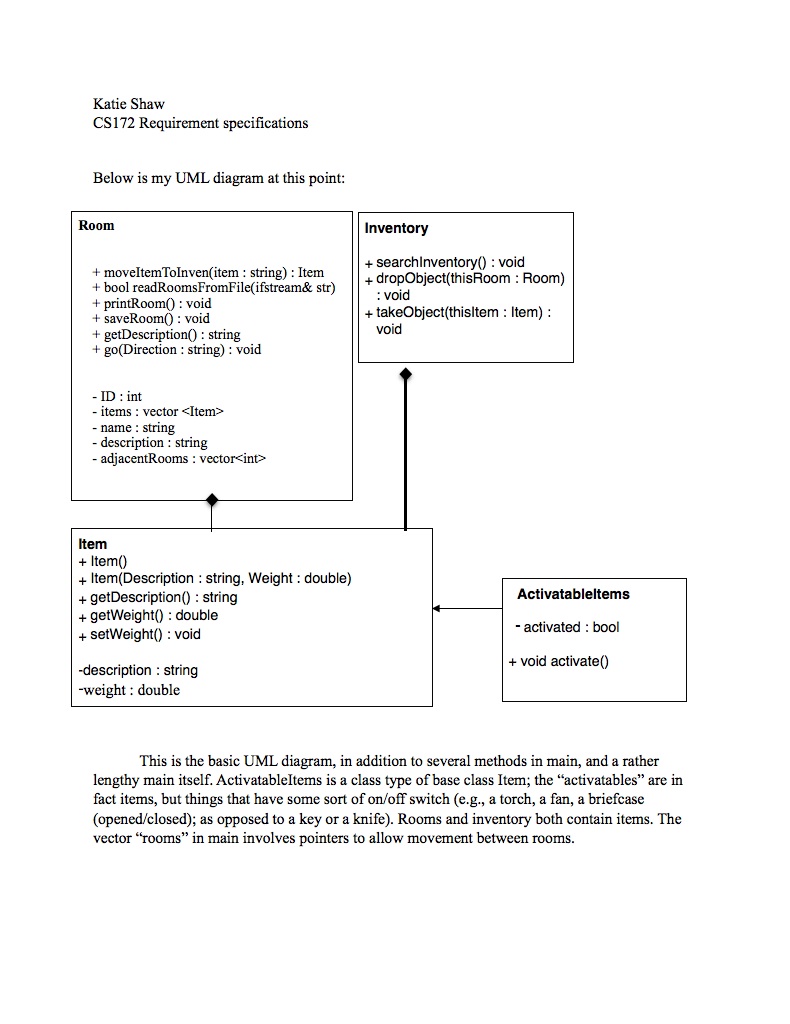 Katie Shaw
CS172 Requirement specifications
Below is my UML diagram at this point:
Room
+ moveItemToInven(item : string) : Item
+ bool readRoomsFromFile(ifstream& str)
+ printRoom() : void
+ saveRoom() : void
+ getDescription() : string
+ go(Direction : string) : void
- ID : int
- items : vector <Item>
- name : string
- description : string
- adjacentRooms : vector<int>
Inventory
+ searchInventory() : void
+ dropObject(thisRoom : Room)
: void
+ takeObject(thisItem : Item) :
void
Item
+ Item()
+ Item(Description : string, Weight : double)
+ getDescription() : string
+ getWeight() : double
+ setWeight() : void
-description : string
-weight : double
ActivatableItems
- activated : bool
+ void activate()
This is the basic UML diagram, in addition to several methods in main, and a rather
lengthy main itself. ActivatableItems is a class type of base class Item; the “activatables” are in
fact items, but things that have some sort of on/off switch (e.g., a torch, a fan, a briefcase
(opened/closed); as opposed to a key or a knife). Rooms and inventory both contain items. The
vector “rooms” in main involves pointers to allow movement between rooms.